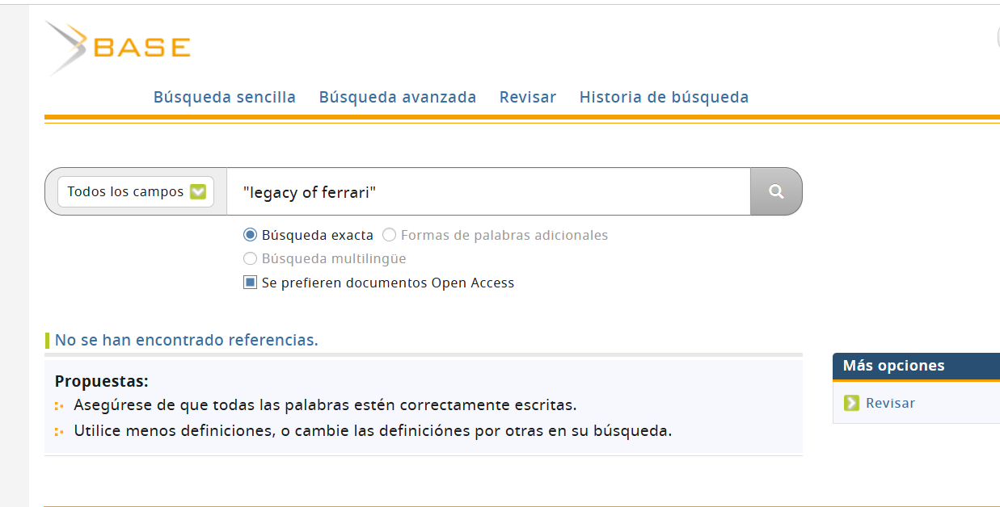 BASE
Búsqueda sencilla Búsqueda avanzada Revisar Historia de búsqueda
Todos los campos "legacy of ferrari"
Búsqueda exacta Formas de palabras adicionales
Búsqueda multilingüe
Se prefieren documentos Open Access
No se han encontrado referencias.
Propuestas:
Asegúrese de que todas las palabras estén correctamente escritas.
Utilice menos definiciones, o cambie las definiciónes por otras en su búsqueda.
Más opciones
Revisar